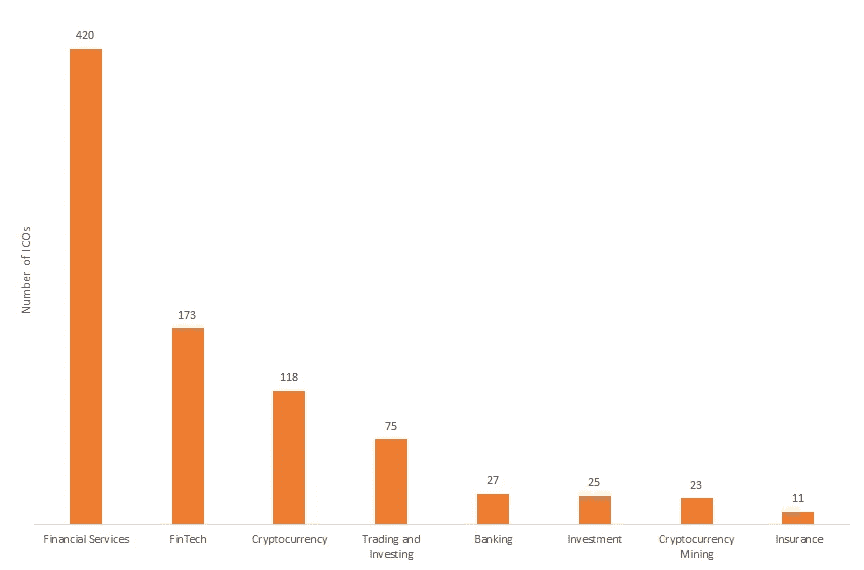 420
173
118
75
27
25
23
11
Number of ICOs
Financial Services
FinTech
Cryptocurrency
Trading and
Investing
Banking
Investment
Cryptocurrency
Mining
Insurance